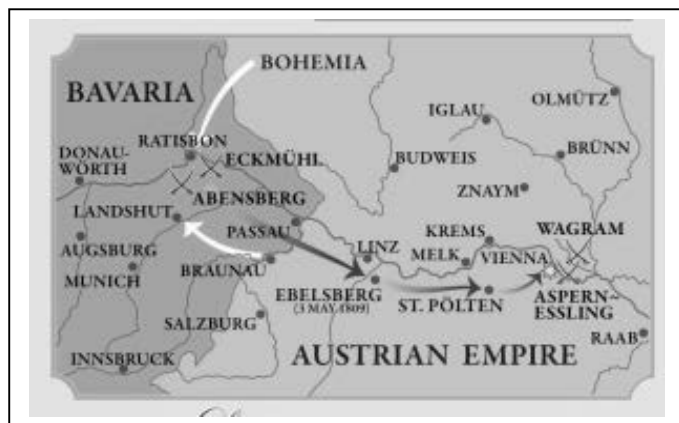 BOHEMIA
BAVARIA
OLMÜTZ
IGLAU
RATISBON
DONAU-
WÖRTH
ECKMÜHL
BUDWEIS
BRÜNN
ABENSBERG
ZNAYM
LANDSHUT
PASSAU
KREMS
WAGRAM
AUGSBURG
LINZ
MELK
VIENNA
MUNICH
BRAUNAU
EBELSBERG
(3 MAY 1809)
ST. PÖLTEN
ASPERN~
ESSLING
SALZBURG
RAAB
INNSBRUCK
AUSTRIAN EMPIRE